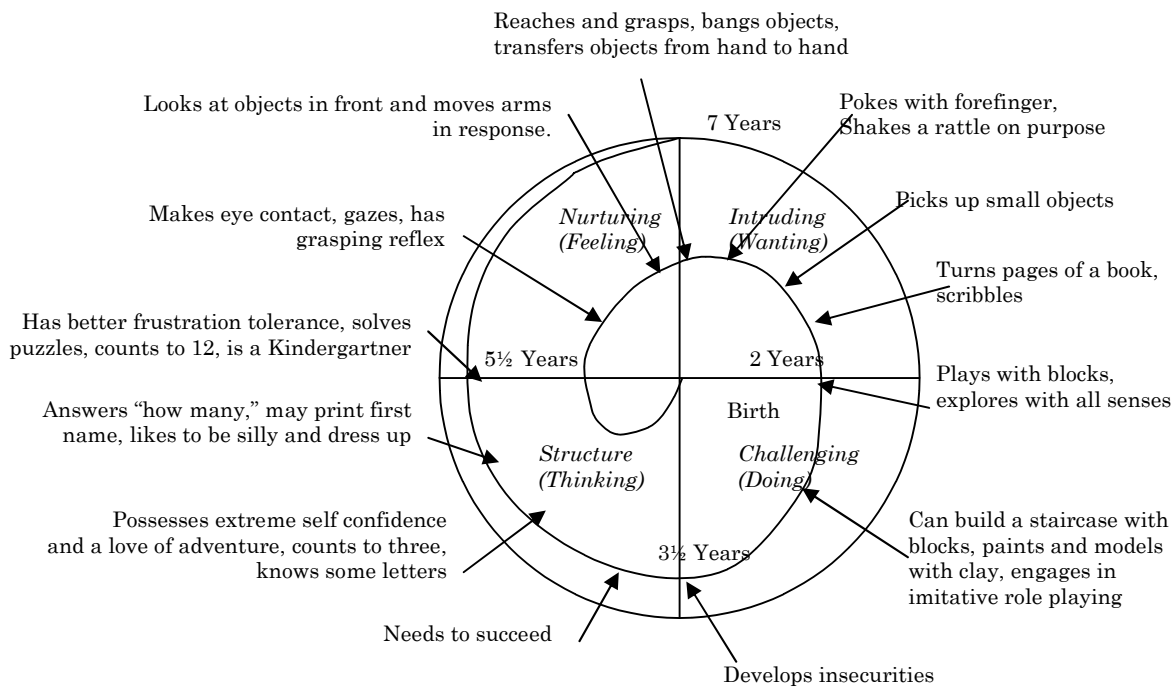 Reaches and grasps, bangs objects,
transfers objects from hand to hand
Looks at objects in front and moves arms
in response.
7 Years
Pokes with forefinger,
Shakes a rattle on purpose
Makes eye contact, gazes, has
grasping reflex
Nurturing
(Feeling)
Intruding
(Wanting)
Picks up small objects
Turns pages of a book,
scribbles
Has better frustration tolerance, solves
puzzles, counts to 12, is a Kindergartner
5½ Years
2 Years
Plays with blocks,
explores with all senses
Answers “how many,” may print first
name, likes to be silly and dress up
Birth
Structure
(Thinking)
Challenging
(Doing)
Possesses extreme self confidence
and a love of adventure, counts to three,
knows some letters
3½ Years
Can build a staircase with
blocks, paints and models
with clay, engages in
imitative role playing
Needs to succeed
Develops insecurities